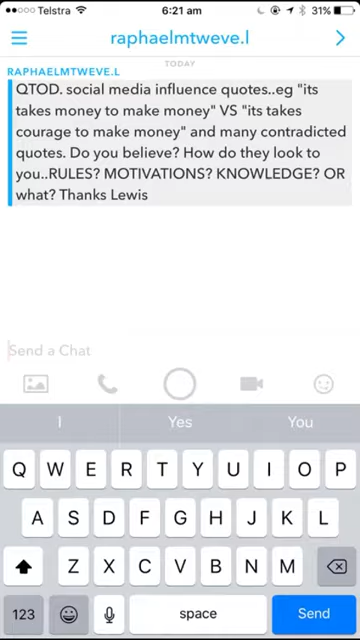 Telstra 6:21 am 31%
raphaelmtweve.l
TODAY
RAPHAELMTWEVE.L
QTOD. social media influence quotes..eg "its
takes money to make money" VS "its takes
courage to make money" and many contradicted
quotes. Do you believe? How do they look to
you..RULES? MOTIVATIONS? KNOWLEDGE? OR
what? Thanks Lewis
Send a Chat
I Yes You
Q W E R T Y U I O P
A S D F G H J K L
Z X C V B N M
123 space Send